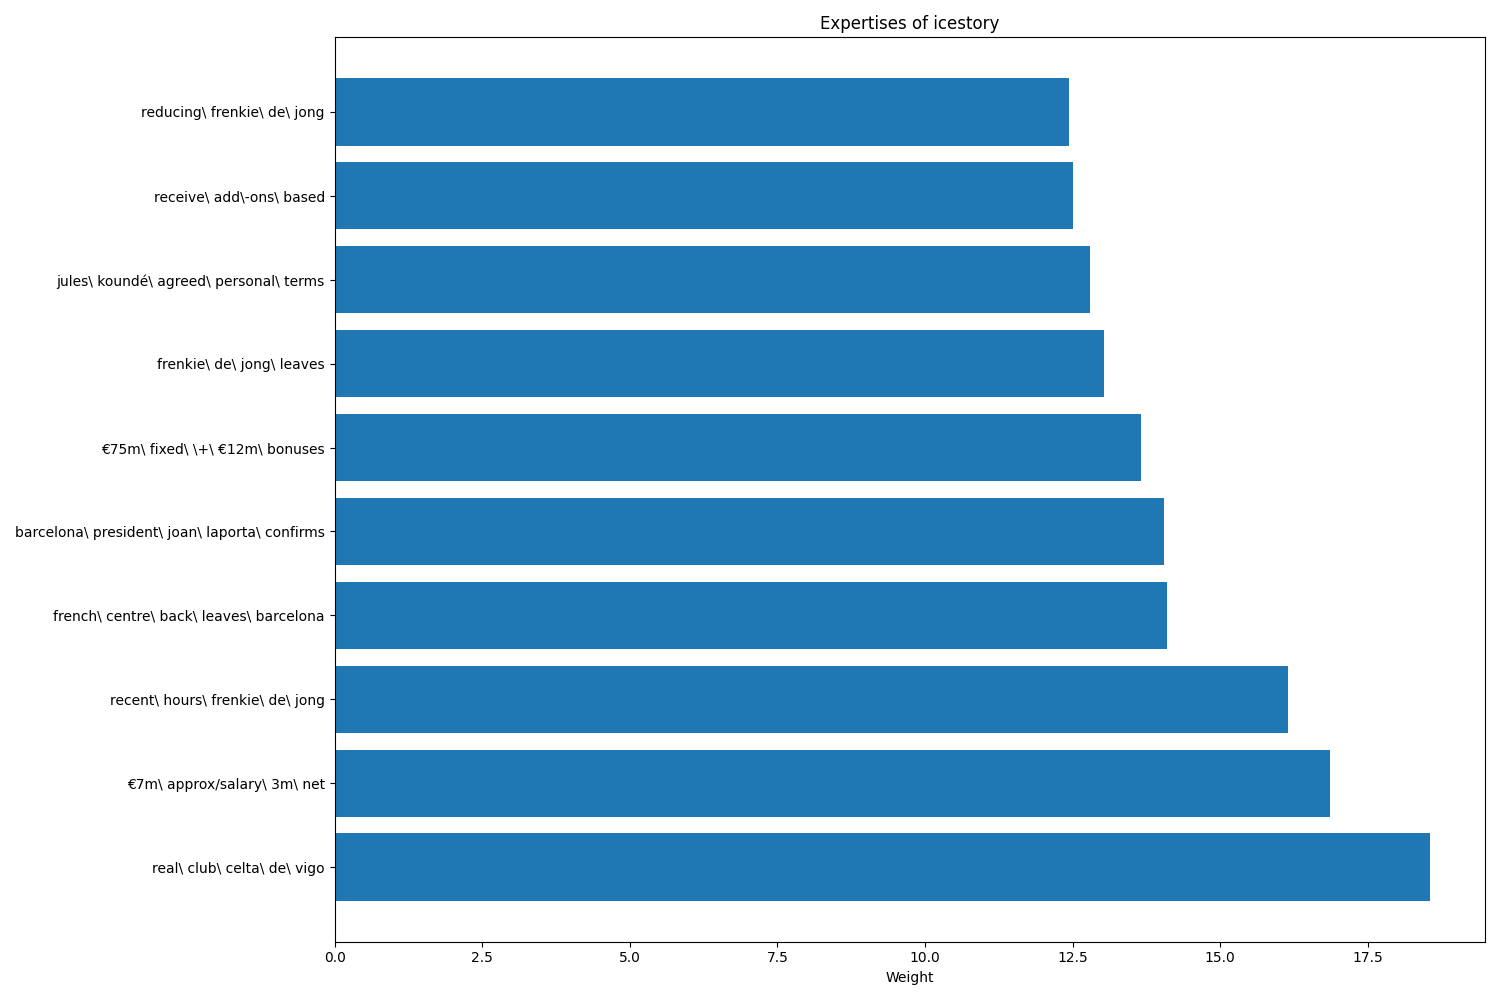 Expertises of icestory
reducing\ frenkie\ de\ jong
receive\ add\-ons\ based
jules\ koundé\ agreed\ personal\ terms
frenkie\ de\ jong\ leaves
€75m\ fixed\ \+\ €12m\ bonuses
barcelona\ president\ joan\ laporta\ confirms
french\ centre\ back\ leaves\ barcelona
recent\ hours\ frenkie\ de\ jong
€7m\ approx/salary\ 3m\ net
real\ club\ celta\ de\ vigo
0.0 2.5 5.0 7.5 10.0 12.5 15.0 17.5
Weight